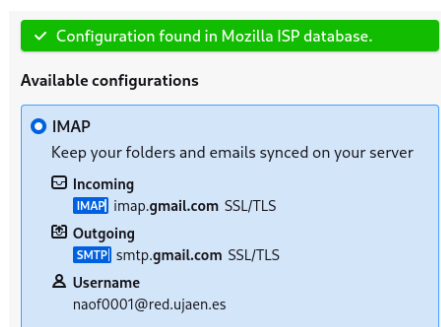 Configuration found in Mozilla ISP database.
Available configurations
IMAP
Keep your folders and emails synced on your server
Incoming
IMAP imap.gmail.com SSL/TLS
Outgoing
SMTP smtp.gmail.com SSL/TLS
Username
naof0001@red.ujaen.es